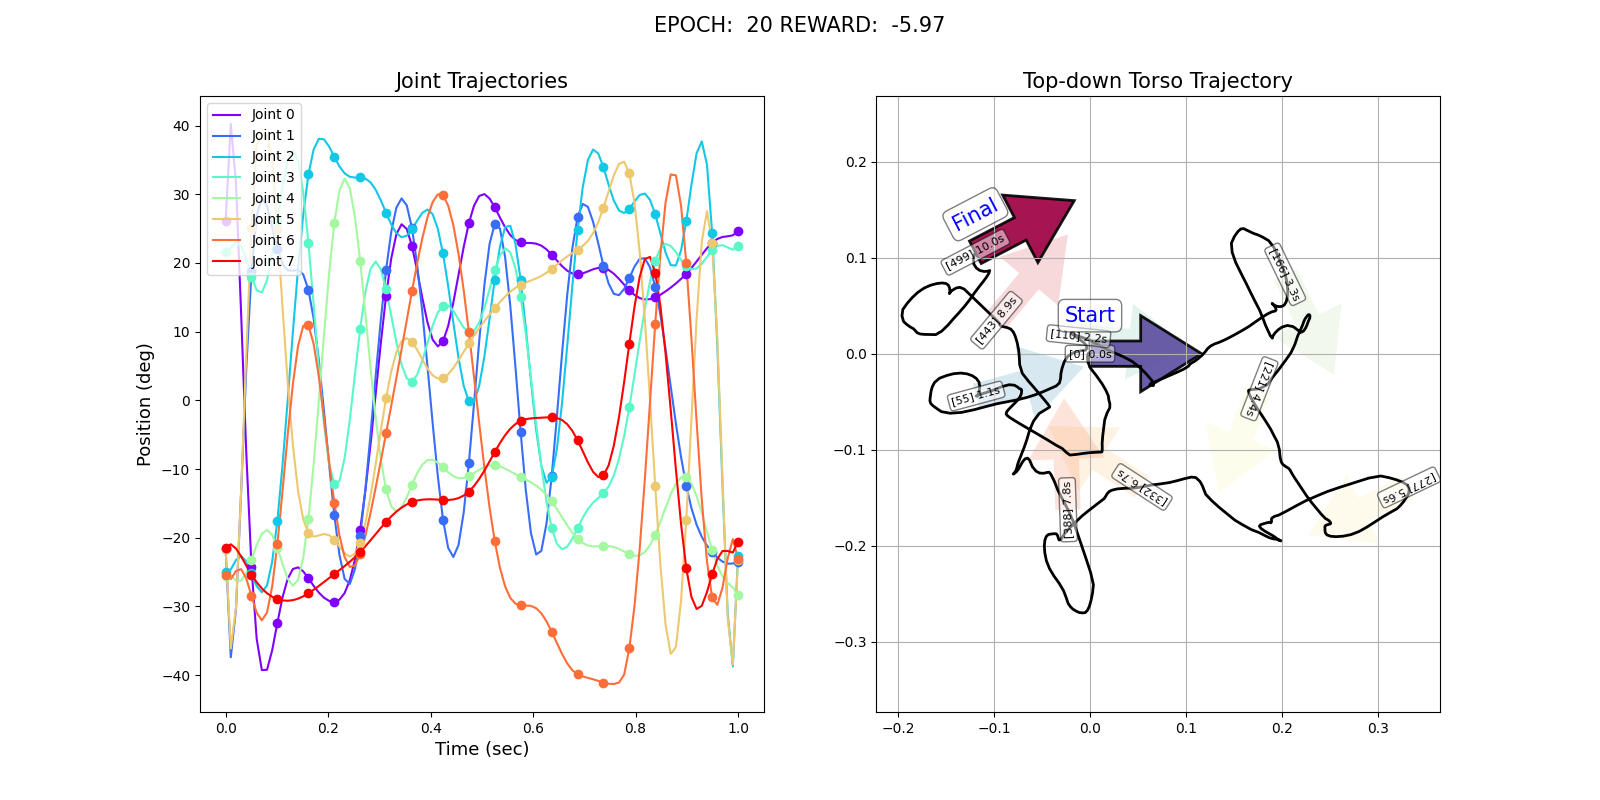 EPOCH:  20 REWARD:  -5.97
Joint Trajectories
Joint 0
Joint 1
Joint 2
Joint 3
Joint 4
Joint 5
Joint 6
Joint 7
40
30
20
10
0
−10
−20
−30
−40
Position (deg)
0.0
0.2
0.4
0.6
0.8
1.0
Time (sec)
Top-down Torso Trajectory
0.2
0.1
0.0
−0.1
−0.2
−0.3
−0.2
−0.1
0.0
0.1
0.2
0.3
Final
[499] 10.0s
[443] 8.9s
Start
[110] 2.2s
[0] 0.0s
[55] 1.1s
[166] 3.3s
[221] 4.4s
[277] 5.6s
[332] 6.7s
[388] 7.8s